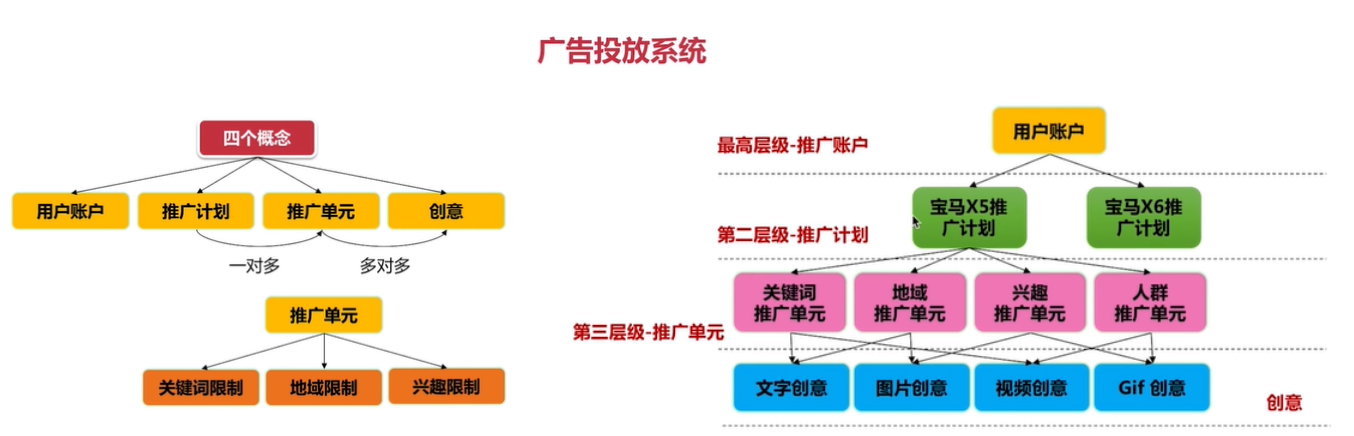 广告投放系统
四个概念
用户账户
推广计划
推广单元
创意
一对多
多对多
推广单元
关键词限制
地域限制
兴趣限制
最高层级-推广账户
用户账户
第二层级-推广计划
宝马X5推
广计划
宝马X6推
广计划
第三层级-推广单元
关键词
推广单元
地域
推广单元
兴趣
推广单元
人群
推广单元
文字创意
图片创意
视频创意
Gif 创意
创意